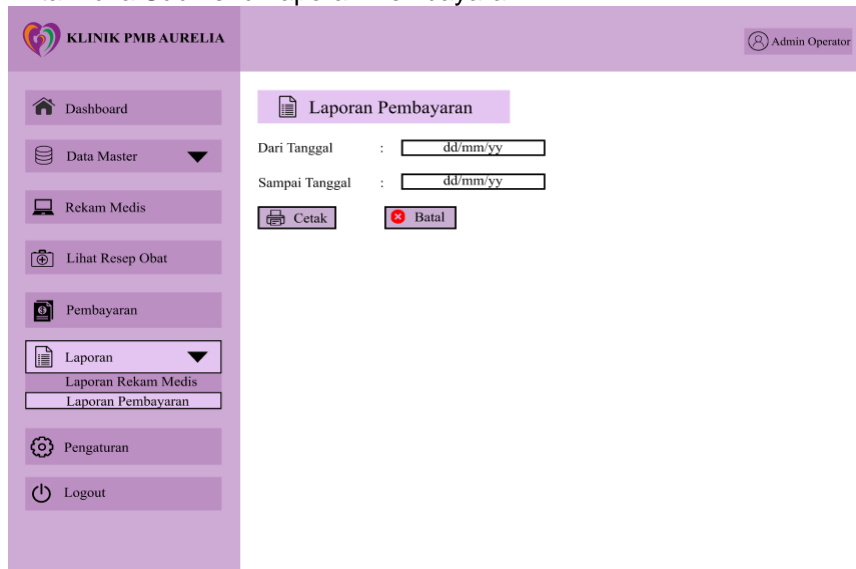 KLINIK PMB AURELIA
Admin Operator
Dashboard
Data Master
Rekam Medis
Lihat Resep Obat
Pembayaran
Laporan
Laporan Rekam Medis
Laporan Pembayaran
Pengaturan
Logout
Laporan Pembayaran
Dari Tanggal : dd/mm/yy
Sampai Tanggal : dd/mm/yy
Cetak Batal